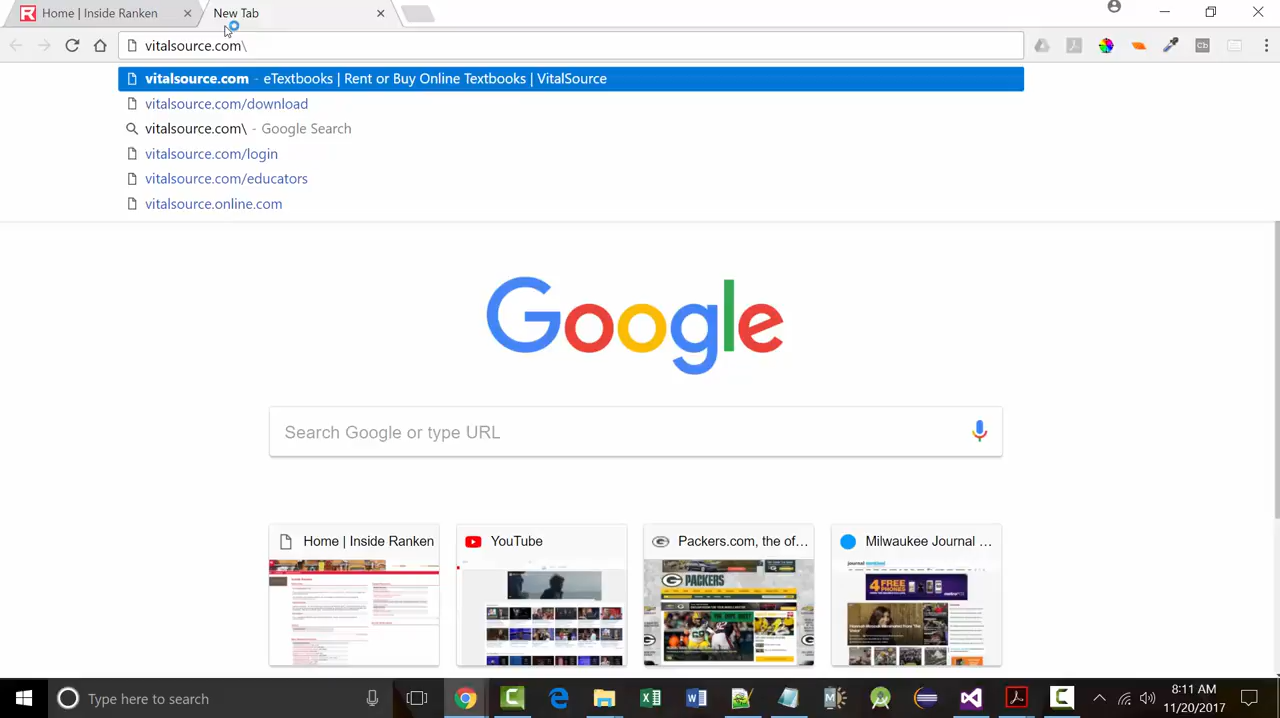 Home | Inside Ranken
New Tab
vitalsource.com\
vitalsource.com - eTextbooks | Rent or Buy Online Textbooks | VitalSource
vitalsource.com/download
vitalsource.com\ - Google Search
vitalsource.com/login
vitalsource.com/educators
vitalsource.online.com
Google
Search Google or type URL
Home | Inside Ranken
YouTube
Packers.com, the of...
Milwaukee Journal ...
PACKERS
4 FREE
PHONES
Type here to search
8:11 AM
11/20/2017